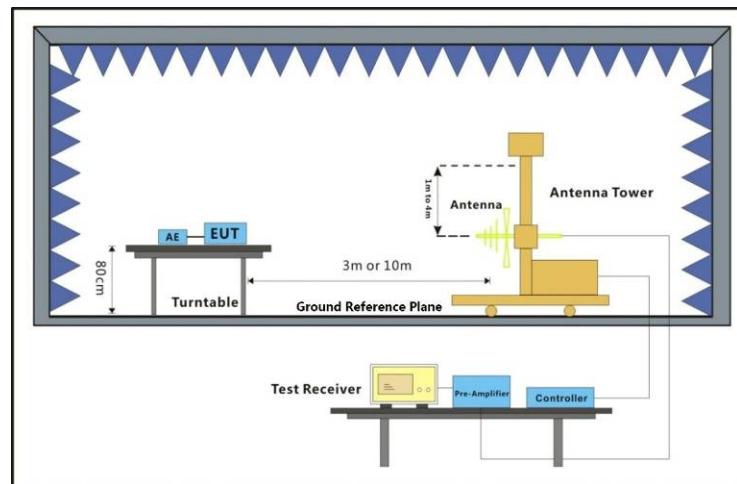 1m to 4m
Antenna
Antenna Tower
AE
EUT
80cm
Turntable
3m or 10m
Ground Reference Plane
Test Receiver
Pre-Amplifier
Controller